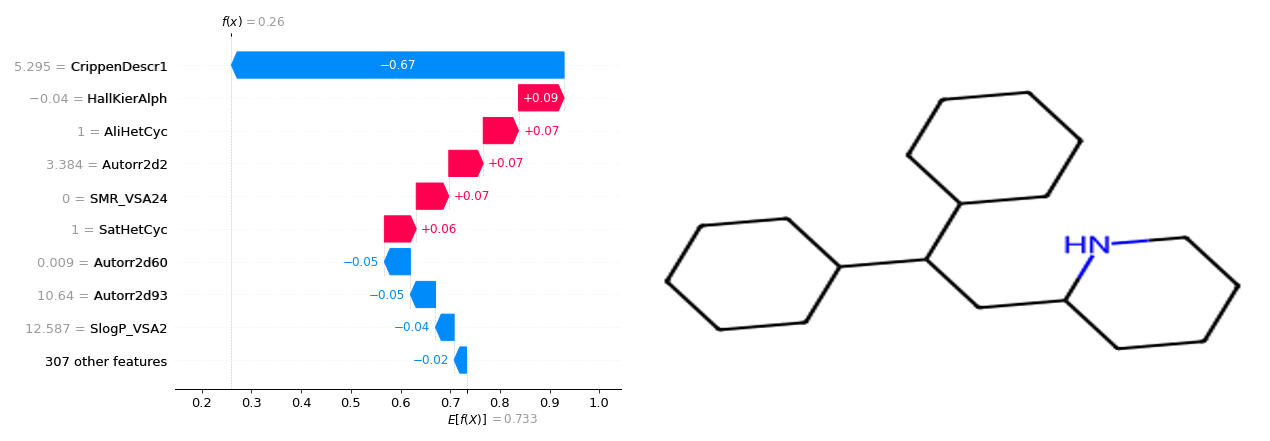 f(x) = 0.26
5.295 = CrippenDescr1
−0.67
−0.04 = HallKierAlph
+0.09
1 = AliHetCyc
+0.07
3.384 = Autorr2d2
+0.07
0 = SMR_VSA24
+0.07
1 = SatHetCyc
+0.06
0.009 = Autorr2d60
−0.05
10.64 = Autorr2d93
−0.05
12.587 = SlogP_VSA2
−0.04
307 other features
−0.02
0.2 0.3 0.4 0.5 0.6 0.7 0.8 0.9 1.0
E[f(X)] = 0.733
HN